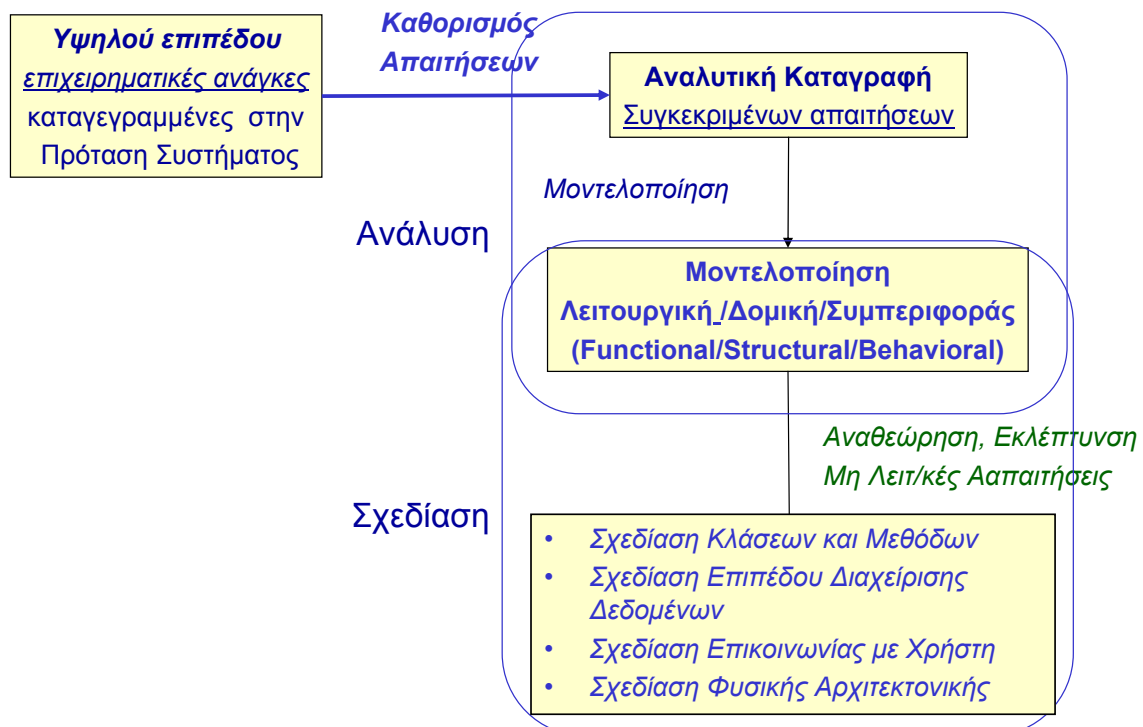 Υψηλού επιπέδου
επιχειρηματικές ανάγκες
καταγεγραμμένες στην
Πρόταση Συστήματος
Καθορισμός
Απαιτήσεων
Αναλυτική Καταγραφή
Συγκεκριμένων απαιτήσεων
Μοντελοποίηση
Ανάλυση
Μοντελοποίηση
Λειτουργική /Δομική/Συμπεριφοράς
(Functional/Structural/Behavioral)
Αναθεώρηση, Εκλέπτυνση
Μη Λειτ/κές Ααπαιτήσεις
Σχεδίαση
• Σχεδίαση Κλάσεων και Μεθόδων
• Σχεδίαση Επιπέδου Διαχείρισης
Δεδομένων
• Σχεδίαση Επικοινωνίας με Χρήστη
• Σχεδίαση Φυσικής Αρχιτεκτονικής